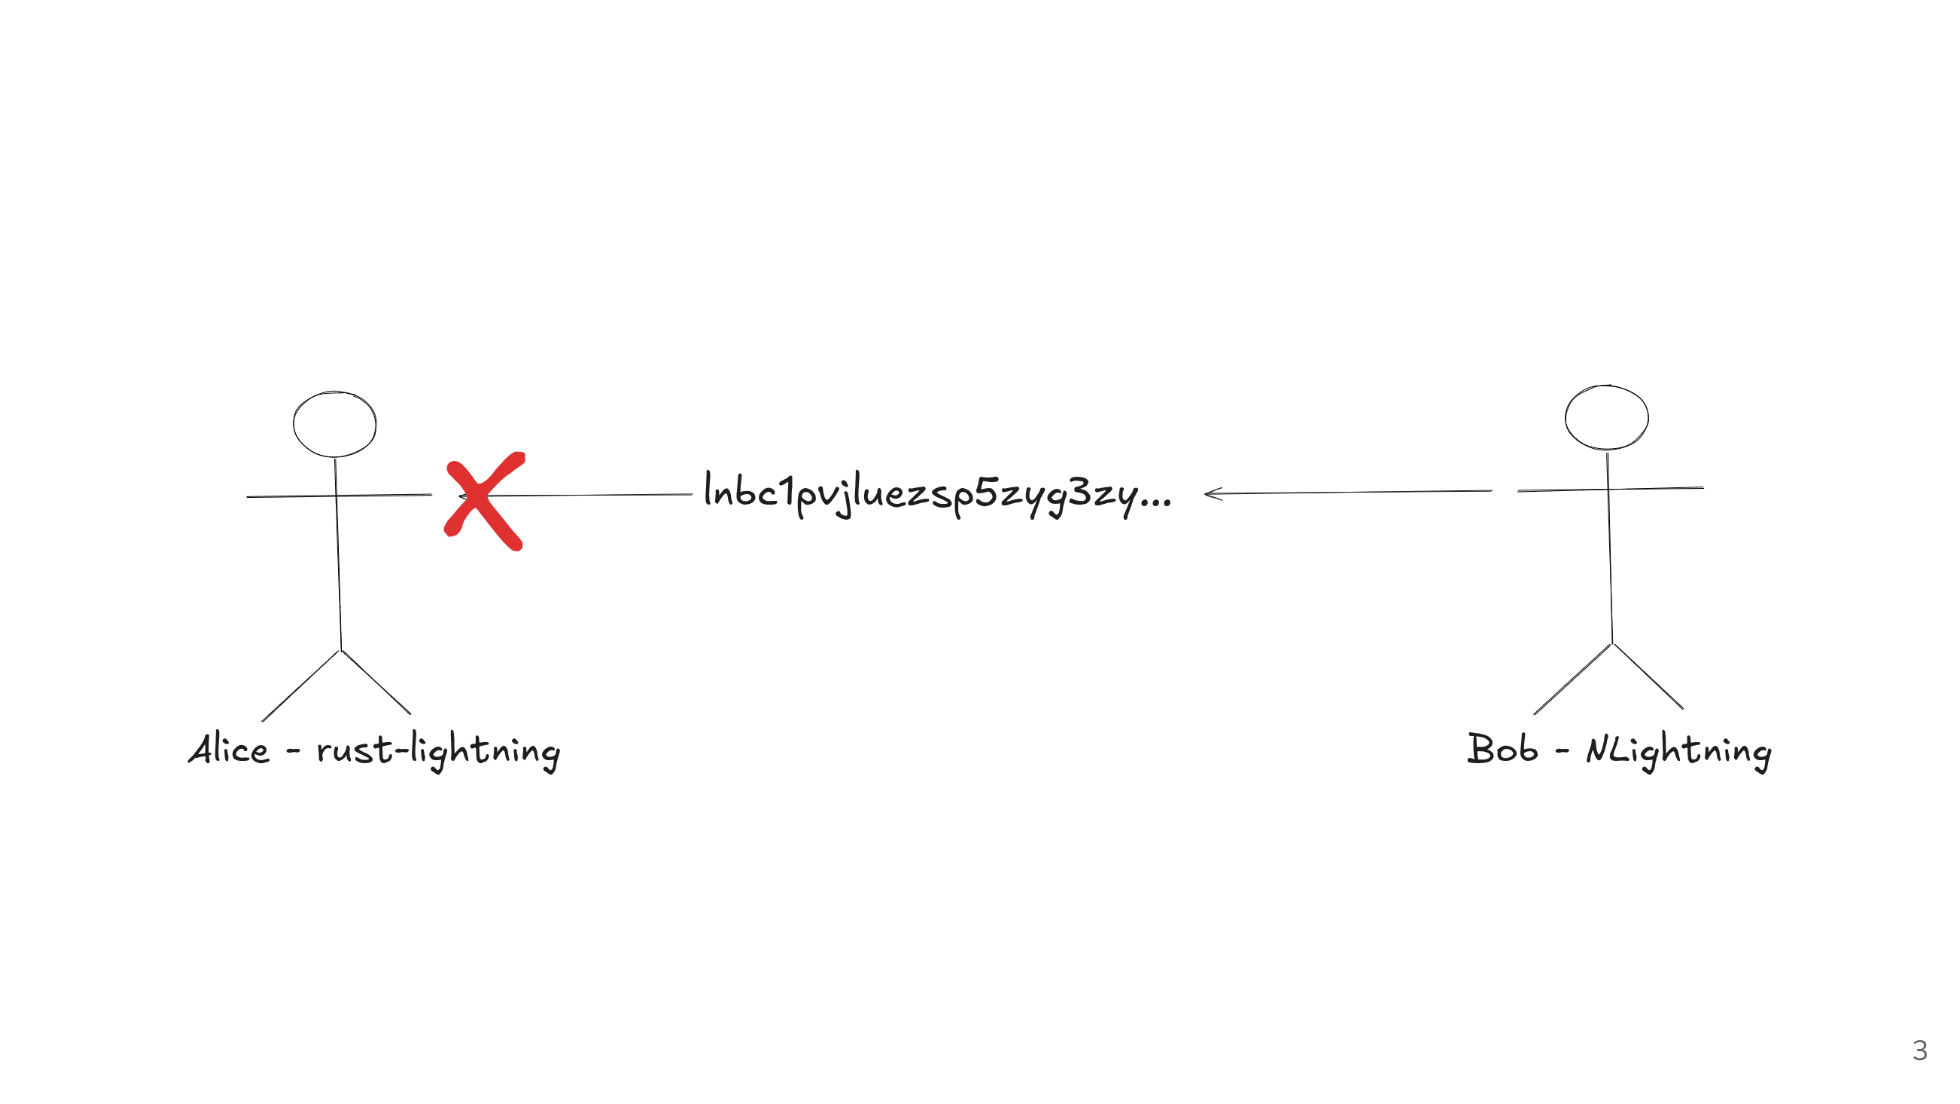 lnbc1pvjluezsp5zyg3zy...
Alice - rust-lightning
Bob - NLightning
3